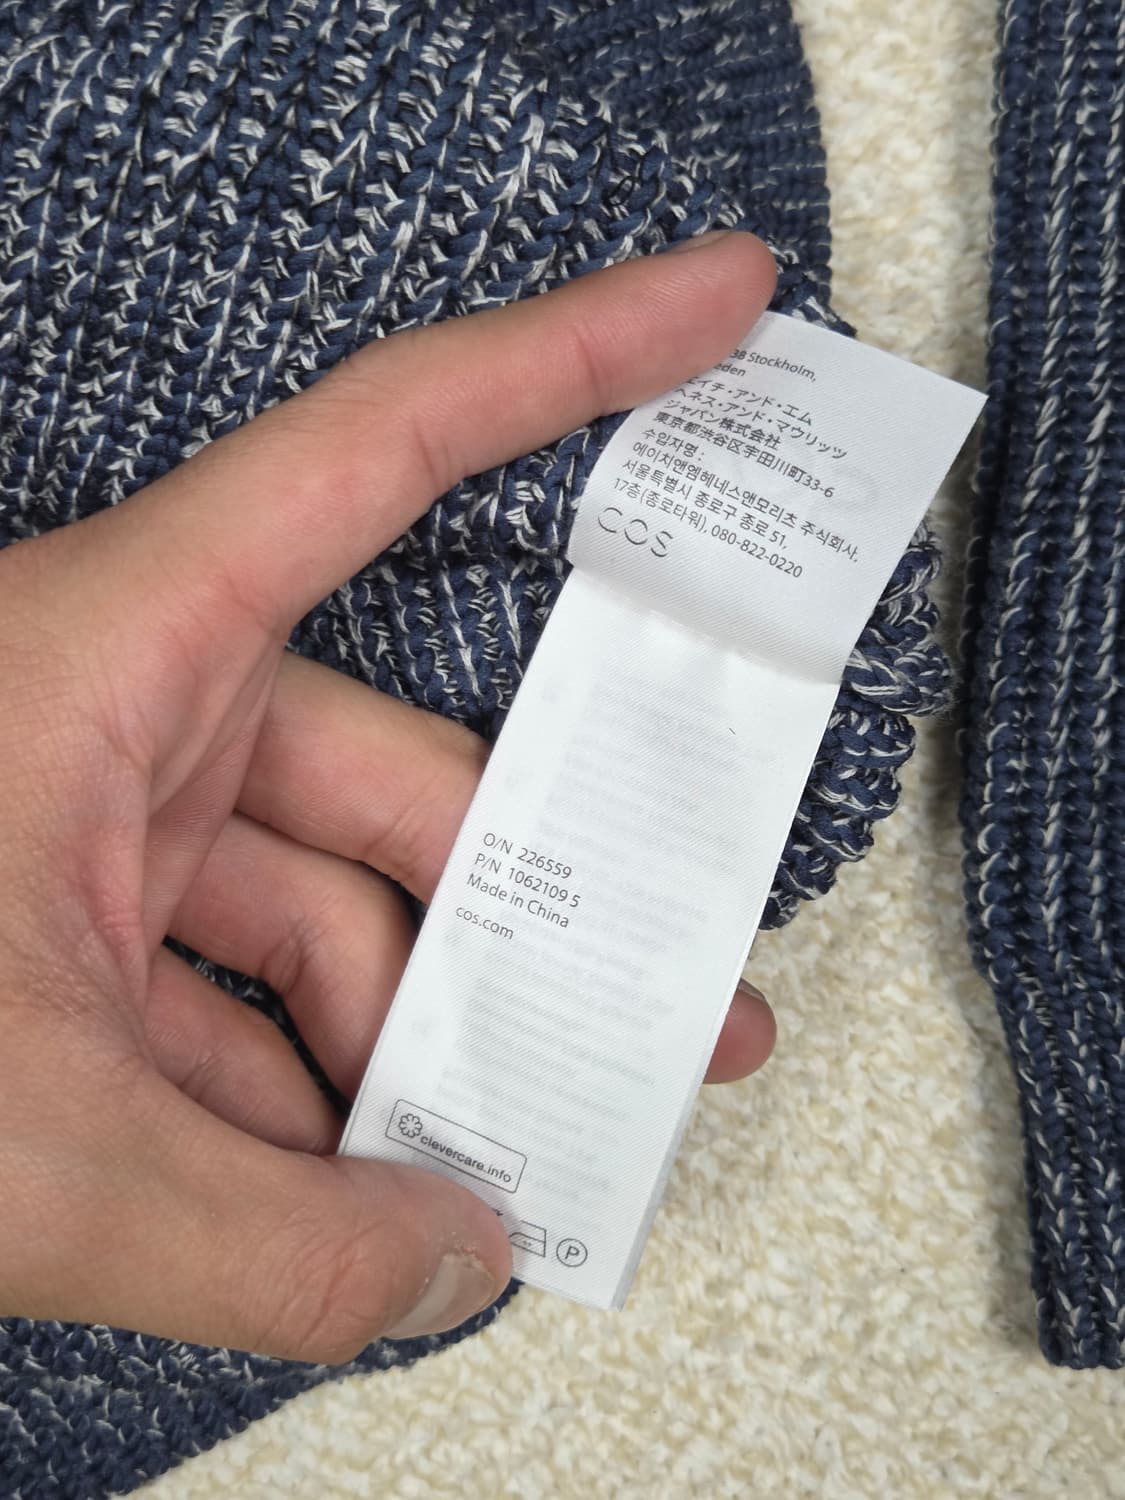 38 Stockholm,
eden
エイチ・アンド・エム
ヘネス・アンド・マウリッツ
ジャパン株式会社
東京都渋谷区宇田川町33-6
수입자명 :
에이치앤엠헤네스앤모리츠 주식회사,
서울특별시 종로구 종로 51,
17층(종로타워), 080-822-0220
COS
O/N 226559
P/N 1062109 5
Made in China
cos.com
clevercare.info
P